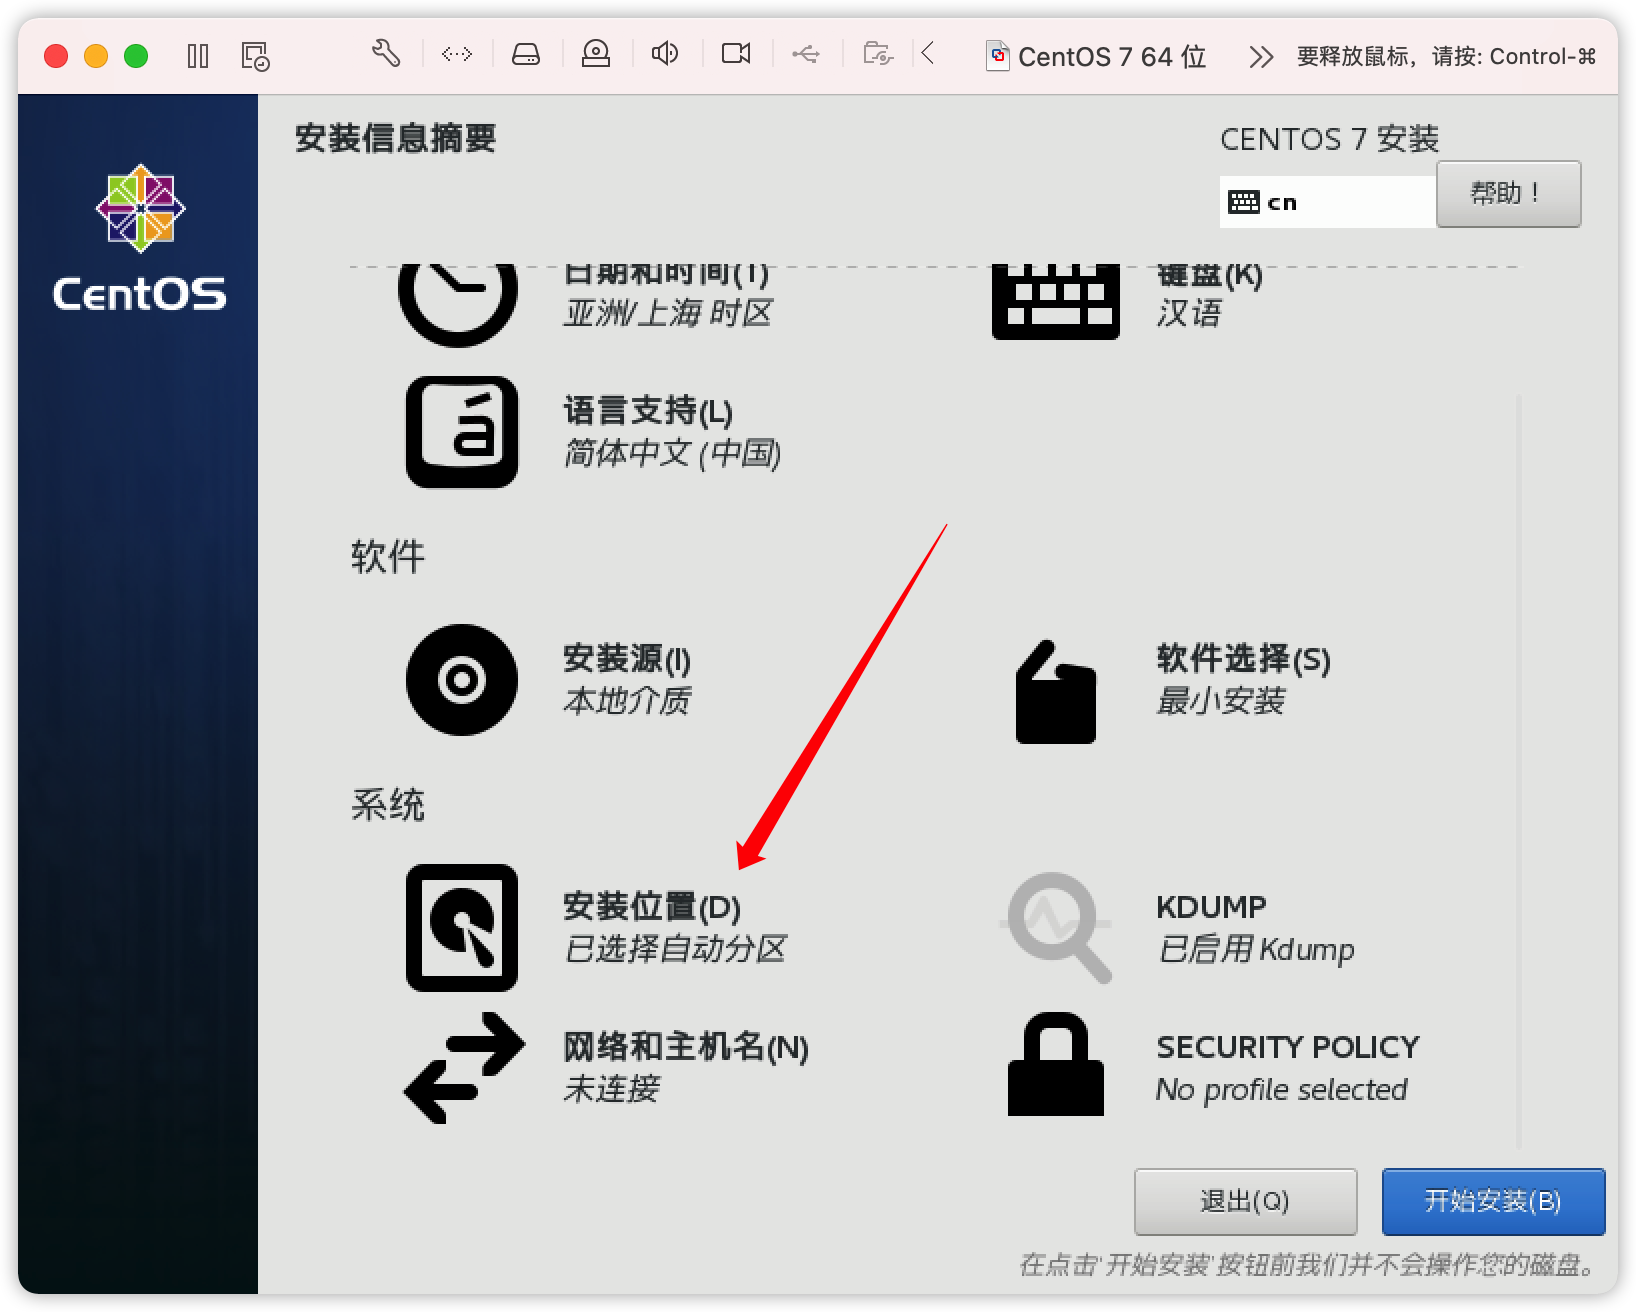 CentOS 7 64 位
要释放鼠标，请按: Control-⌘
安装信息摘要
CENTOS 7 安装
cn
帮助！
CentOS
日期和时间(T)
亚洲/上海 时区
键盘(K)
汉语
语言支持(L)
简体中文 (中国)
软件
安装源(I)
本地介质
软件选择(S)
最小安装
系统
安装位置(D)
已选择自动分区
KDUMP
已启用 Kdump
网络和主机名(N)
未连接
SECURITY POLICY
No profile selected
退出(Q)
开始安装(B)
在点击'开始安装'按钮前我们并不会操作您的磁盘。